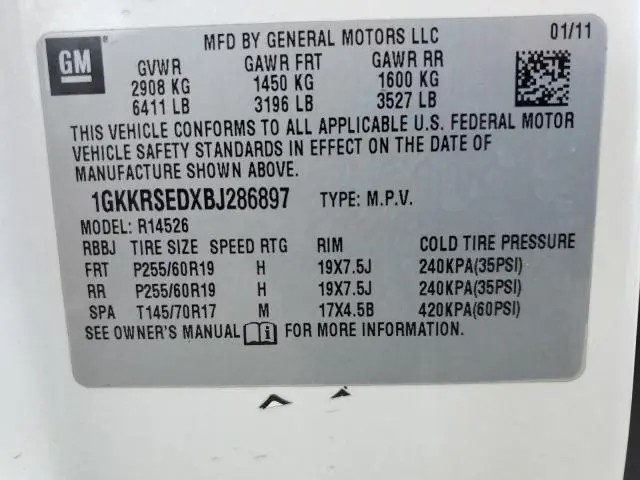 GM
MFD BY GENERAL MOTORS LLC 01/11
GVWR GAWR FRT GAWR RR
2908 KG 1450 KG 1600 KG
6411 LB 3196 LB 3527 LB
THIS VEHICLE CONFORMS TO ALL APPLICABLE U.S. FEDERAL MOTOR
VEHICLE SAFETY STANDARDS IN EFFECT ON THE DATE OF
MANUFACTURE SHOWN ABOVE.
1GKKRSEDXBJ286897 TYPE: M.P.V.
MODEL: R14526
RBBJ TIRE SIZE SPEED RTG RIM COLD TIRE PRESSURE
FRT P255/60R19 H 19X7.5J 240KPA(35PSI)
RR P255/60R19 H 19X7.5J 240KPA(35PSI)
SPA T145/70R17 M 17X4.5B 420KPA(60PSI)
SEE OWNER'S MANUAL i FOR MORE INFORMATION.